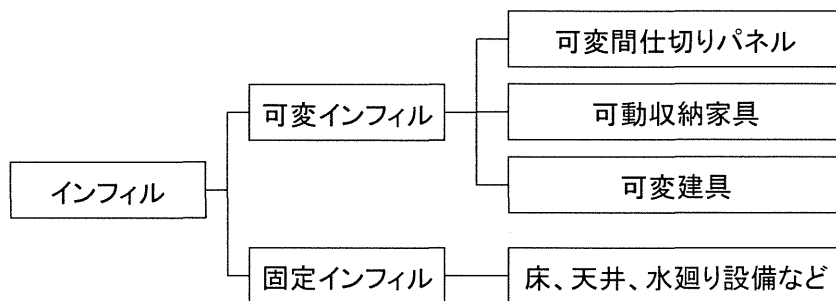 可変間仕切りパネル
可変インフィル
可動収納家具
インフィル
可変建具
固定インフィル
床、天井、水廻り設備など